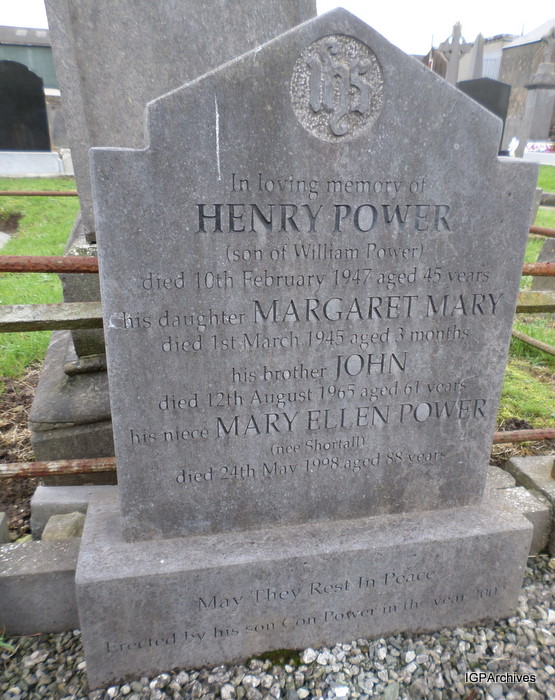 IHS
In loving memory of
HENRY POWER
(son of William Power)
died 10th February 1947 aged 45 years
his daughter MARGARET MARY
died 1st March 1945 aged 3 months
his brother JOHN
died 12th August 1965 aged 61 years
his niece MARY ELLEN POWER
(nee Shortall)
died 24th May 1998 aged 88 years
May They Rest In Peace
Erected by his son Con Power in the year
IGPArchives